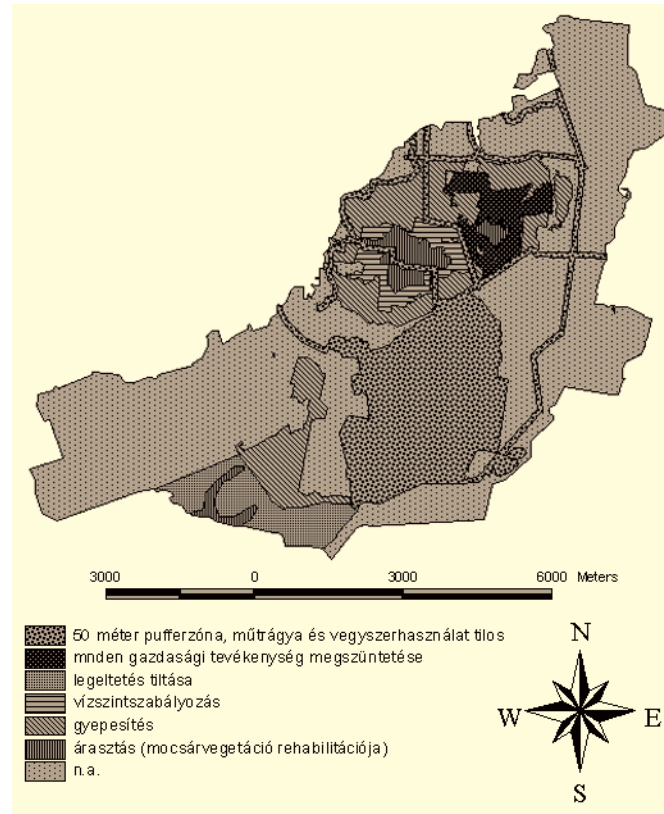 3000 0 3000 6000 Meters
50 méter pufferzóna, műtrágya és vegyszerhasználat tilos
mnden gazdasági tevékenység megszüntetése
legeltetés tiltása
vízszintszabályozás
gyepesítés
árasztás (mocsárvegetáció rehabilitációja)
n.a.
N
W E
S